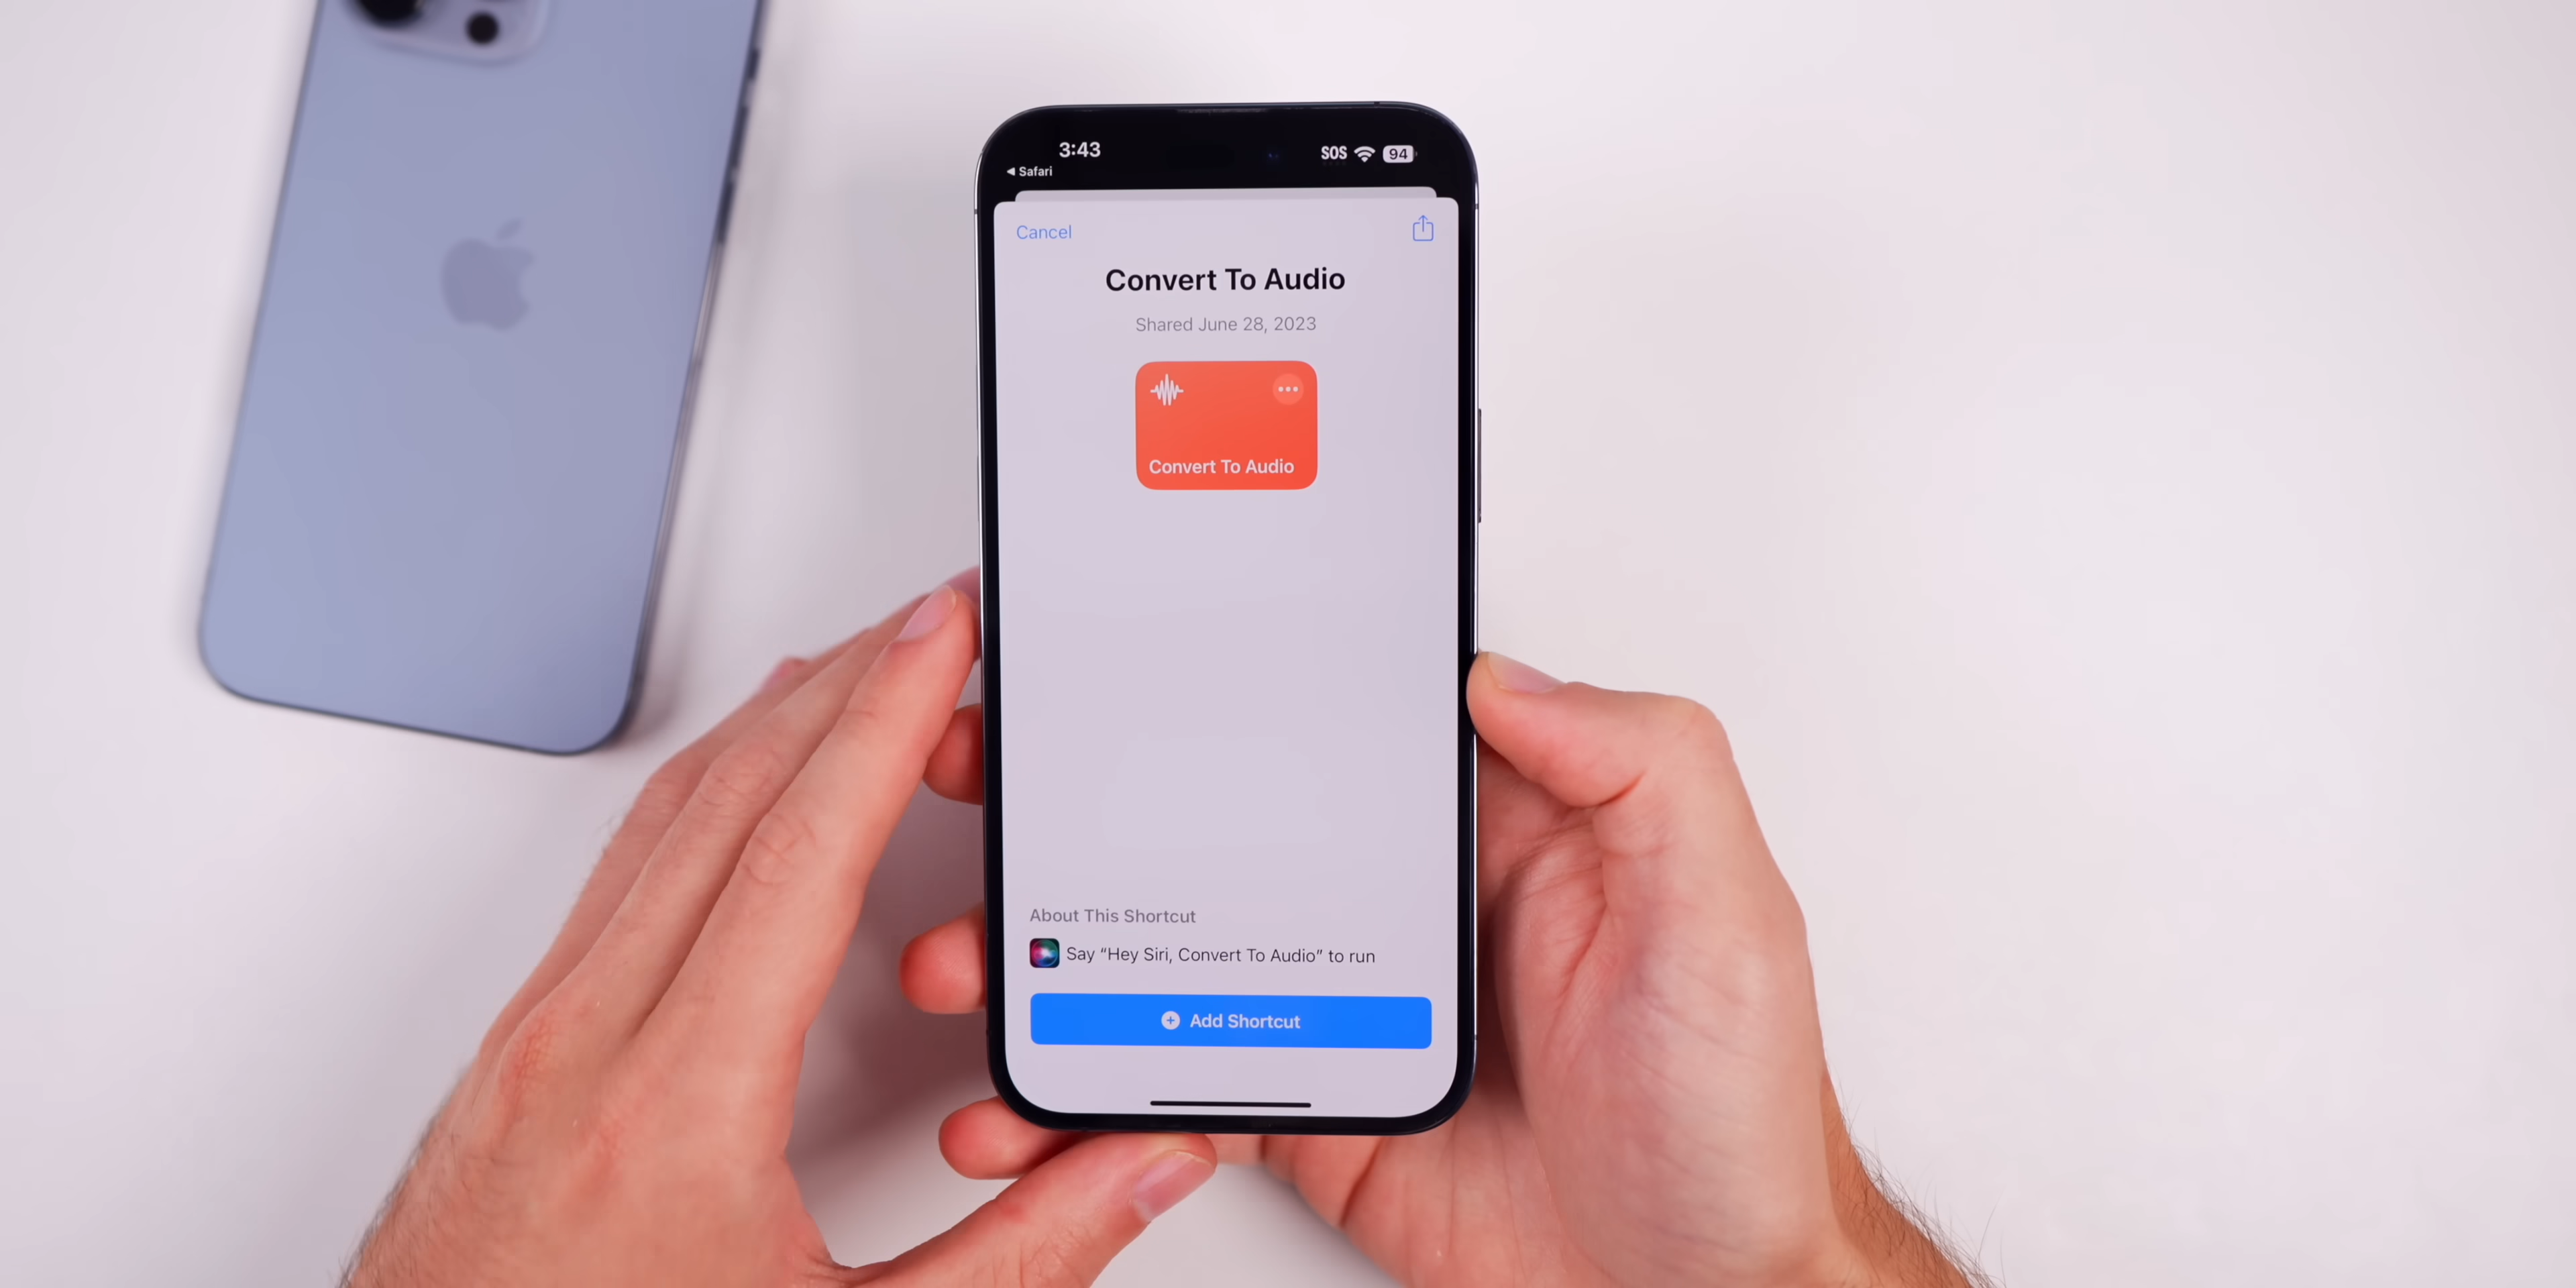 3:43
SOS 94
◀ Safari
Cancel
Convert To Audio
Shared June 28, 2023
Convert To Audio
About This Shortcut
Say “Hey Siri, Convert To Audio” to run
Add Shortcut